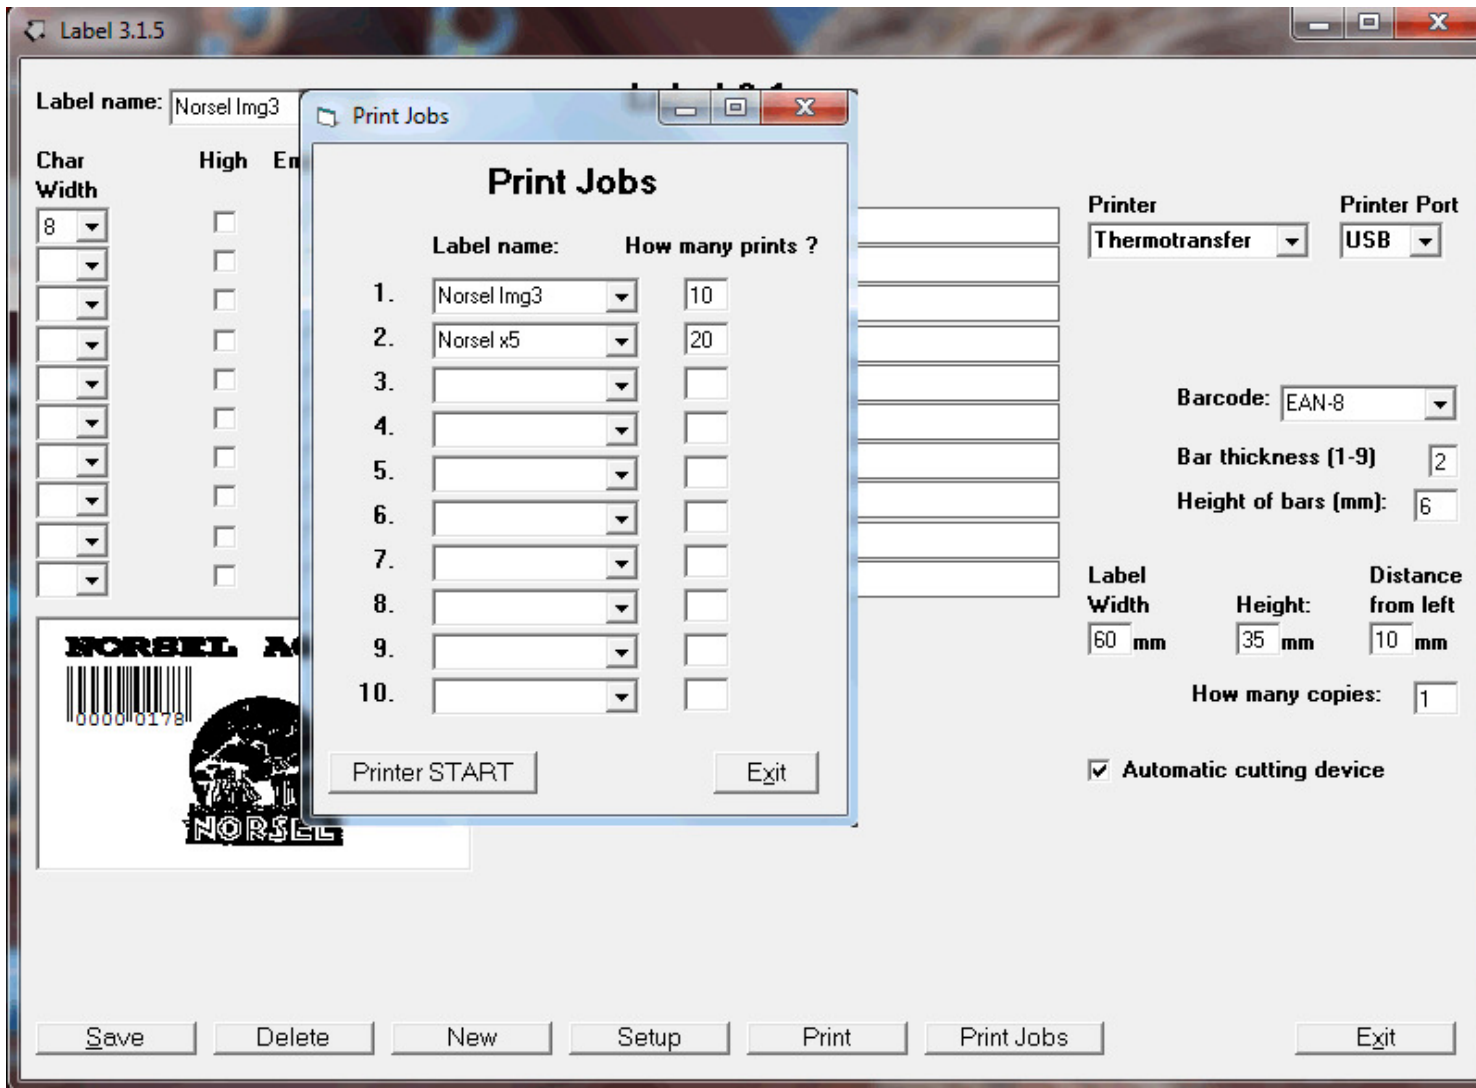 Label 3.1.5
Label name: Norsel Img3
Char Width
High
8
Print Jobs
Print Jobs
Label name: How many prints ?
1. Norsel Img3 10
2. Norsel x5 20
3.
4.
5.
6.
7.
8.
9.
10.
Printer START Exit
Printer Printer Port
Thermotransfer USB
Barcode: EAN-8
Bar thickness (1-9) 2
Height of bars (mm): 6
Label Width Height: Distance from left
60 mm 35 mm 10 mm
How many copies: 1
Automatic cutting device
NORSEL
0000 0178
NORSEL
Save Delete New Setup Print Print Jobs Exit